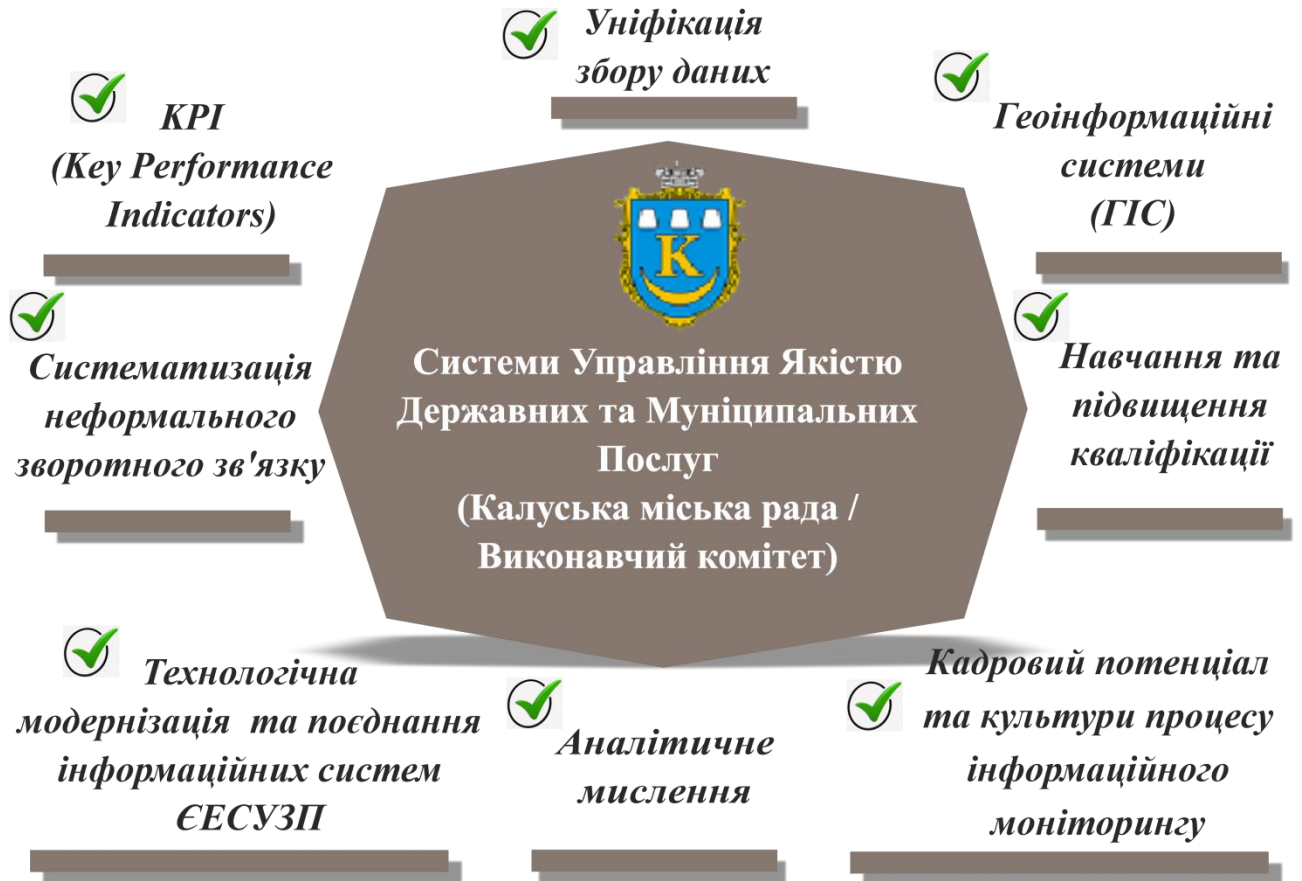 Уніфікація
збору даних
KPI
(Key Performance
Indicators)
Геоінформаційні
системи
(ГІС)
Систематизація
неформального
зворотного зв'язку
К
Системи Управління Якістю
Державних та Муніципальних
Послуг
(Калуська міська рада /
Виконавчий комітет)
Навчання та
підвищення
кваліфікації
Технологічна
модернізація та поєднання
інформаційних систем
ЄЕСУЗП
Аналітичне
мислення
Кадровий потенціал
та культури процесу
інформаційного
моніторингу